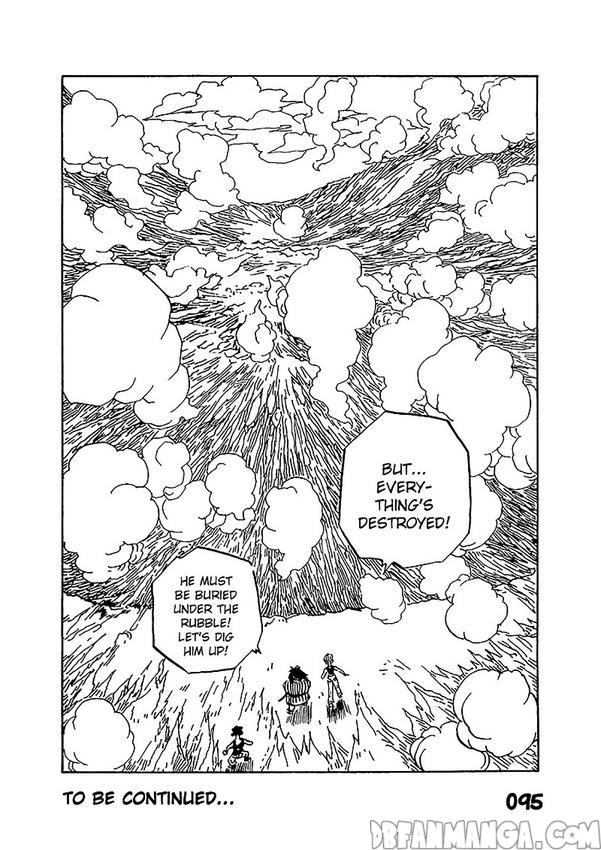 BUT...
EVERY-
THING'S
DESTROYED!
HE MUST
BE BURIED
UNDER THE
RUBBLE!
LET'S DIG
HIM UP!
TO BE CONTINUED...
095
DBFANMANGA.COM